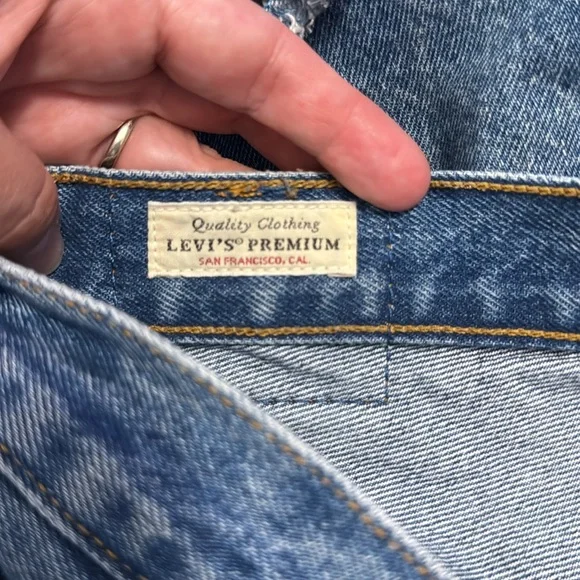 Quality Clothing
LEVI'S® PREMIUM
SAN FRANCISCO, CAL.